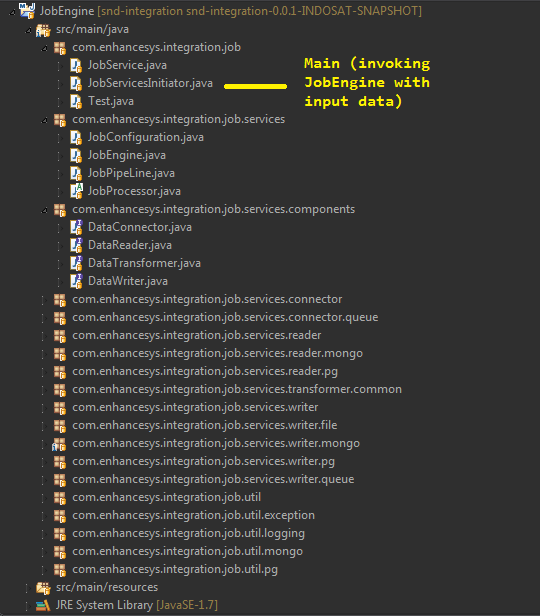 JobEngine [snd-integration snd-integration-0.0.1-INDOSAT-SNAPSHOT]
src/main/java
com.enhancesys.integration.job
JobService.java
JobServicesInitiator.java
Test.java
Main (invoking
JobEngine with
input data)
com.enhancesys.integration.job.services
JobConfiguration.java
JobEngine.java
JobPipeLine.java
JobProcessor.java
com.enhancesys.integration.job.services.components
DataConnector.java
DataReader.java
DataTransformer.java
DataWriter.java
com.enhancesys.integration.job.services.connector
com.enhancesys.integration.job.services.connector.queue
com.enhancesys.integration.job.services.reader
com.enhancesys.integration.job.services.reader.mongo
com.enhancesys.integration.job.services.reader.pg
com.enhancesys.integration.job.services.transformer.common
com.enhancesys.integration.job.services.writer
com.enhancesys.integration.job.services.writer.file
com.enhancesys.integration.job.services.writer.mongo
com.enhancesys.integration.job.services.writer.pg
com.enhancesys.integration.job.services.writer.queue
com.enhancesys.integration.job.util
com.enhancesys.integration.job.util.exception
com.enhancesys.integration.job.util.logging
com.enhancesys.integration.job.util.mongo
com.enhancesys.integration.job.util.pg
src/main/resources
JRE System Library [JavaSE-1.7]